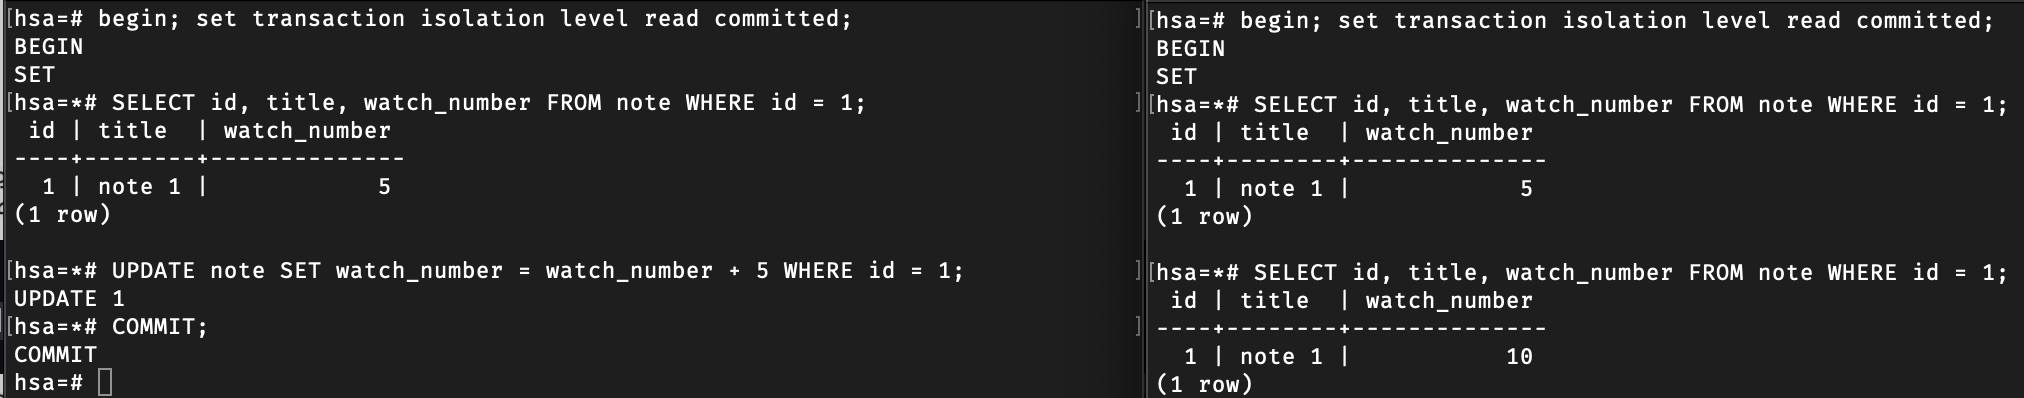 [hsa=# begin; set transaction isolation level read committed; ]
BEGIN
SET
[hsa=*# SELECT id, title, watch_number FROM note WHERE id = 1; ]
 id | title  | watch_number
----+--------+--------------
  1 | note 1 |            5
(1 row)

[hsa=*# UPDATE note SET watch_number = watch_number + 5 WHERE id = 1; ]
UPDATE 1
[hsa=*# COMMIT; ]
COMMIT
hsa=#
[hsa=# begin; set transaction isolation level read committed;
BEGIN
SET
[hsa=*# SELECT id, title, watch_number FROM note WHERE id = 1;
 id | title  | watch_number
----+--------+--------------
  1 | note 1 |            5
(1 row)

[hsa=*# SELECT id, title, watch_number FROM note WHERE id = 1;
 id | title  | watch_number
----+--------+--------------
  1 | note 1 |           10
(1 row)